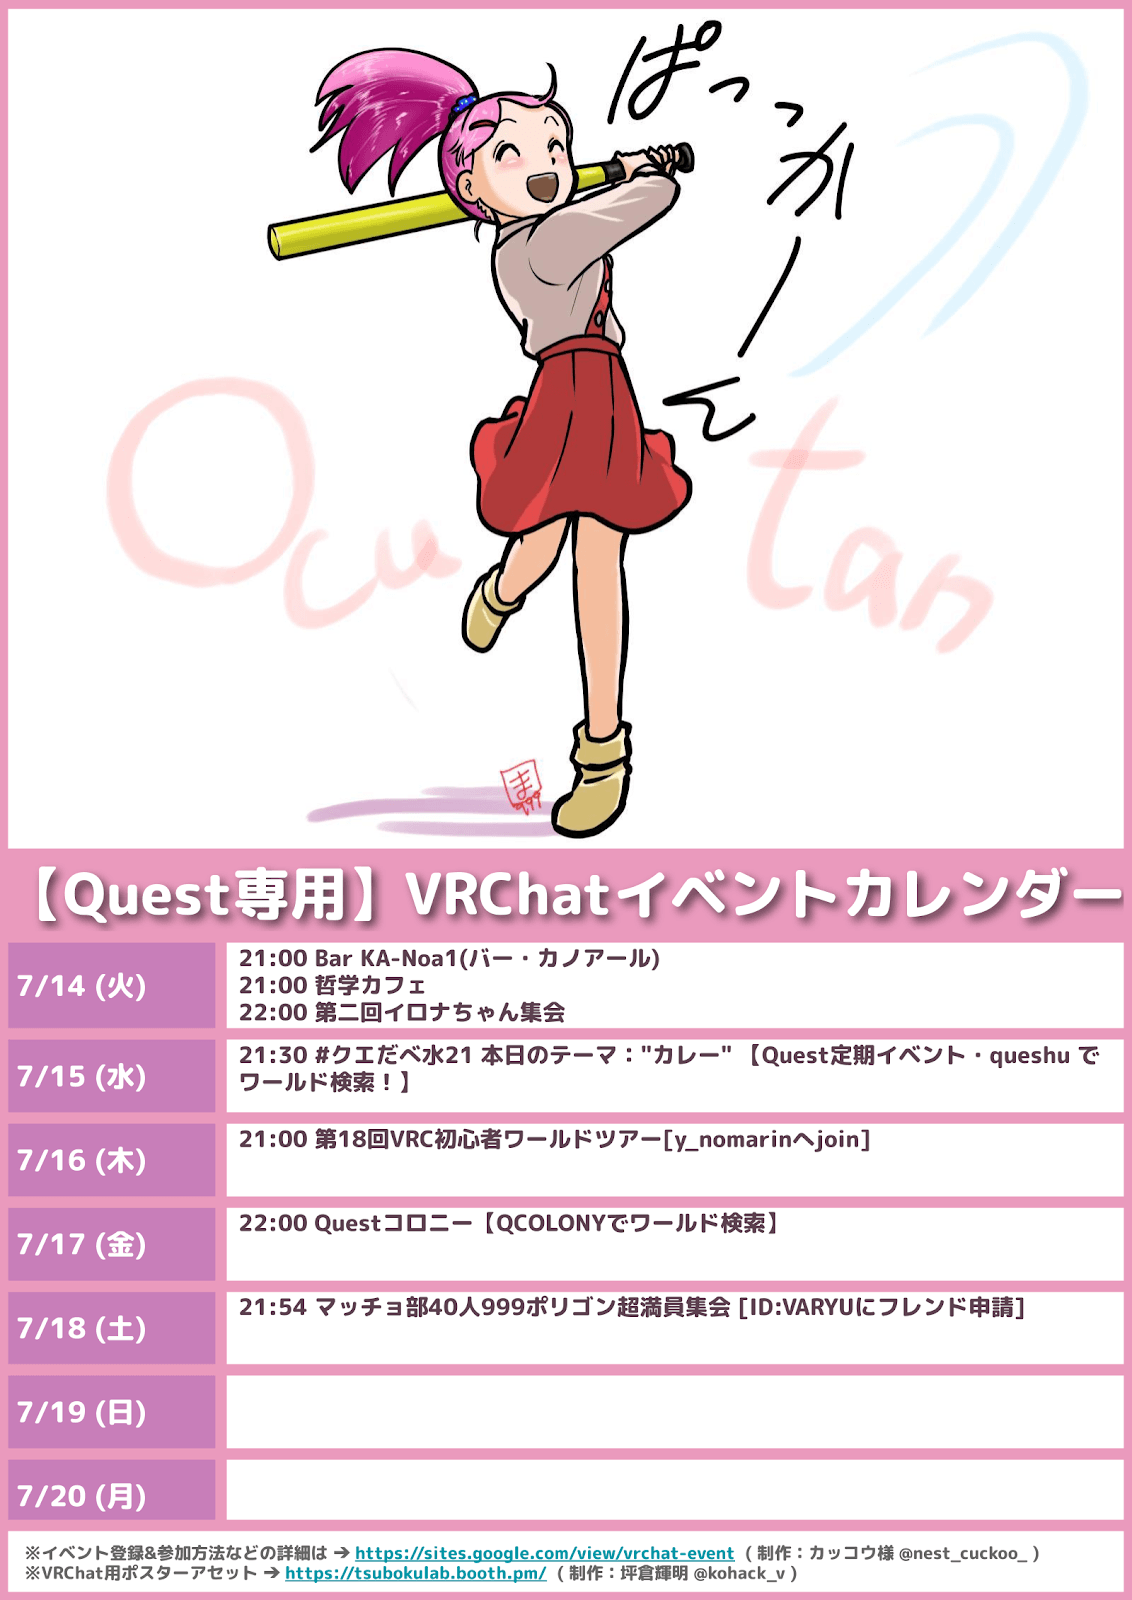 ぱっっかーん
Ocu tan
ま
999
【Quest専用】VRChatイベントカレンダー
7/14 (火)
21:00 Bar KA-Noa1(バー・カノアール)
21:00 哲学カフェ
22:00 第二回イロナちゃん集会
7/15 (水)
21:30 #クエだべ水21 本日のテーマ："カレー" 【Quest定期イベント・queshu で
ワールド検索！】
7/16 (木)
21:00 第18回VRC初心者ワールドツアー[y_nomarinへjoin]
7/17 (金)
22:00 Questコロニー【QCOLONYでワールド検索】
7/18 (土)
21:54 マッチョ部40人999ポリゴン超満員集会 [ID:VARYUにフレンド申請]
7/19 (日)
7/20 (月)
※イベント登録&参加方法などの詳細は ➔ https://sites.google.com/view/vrchat-event ( 制作：カッコウ様 @nest_cuckoo_ )
※VRChat用ポスターアセット ➔ https://tsubokulab.booth.pm/ ( 制作：坪倉輝明 @kohack_v )